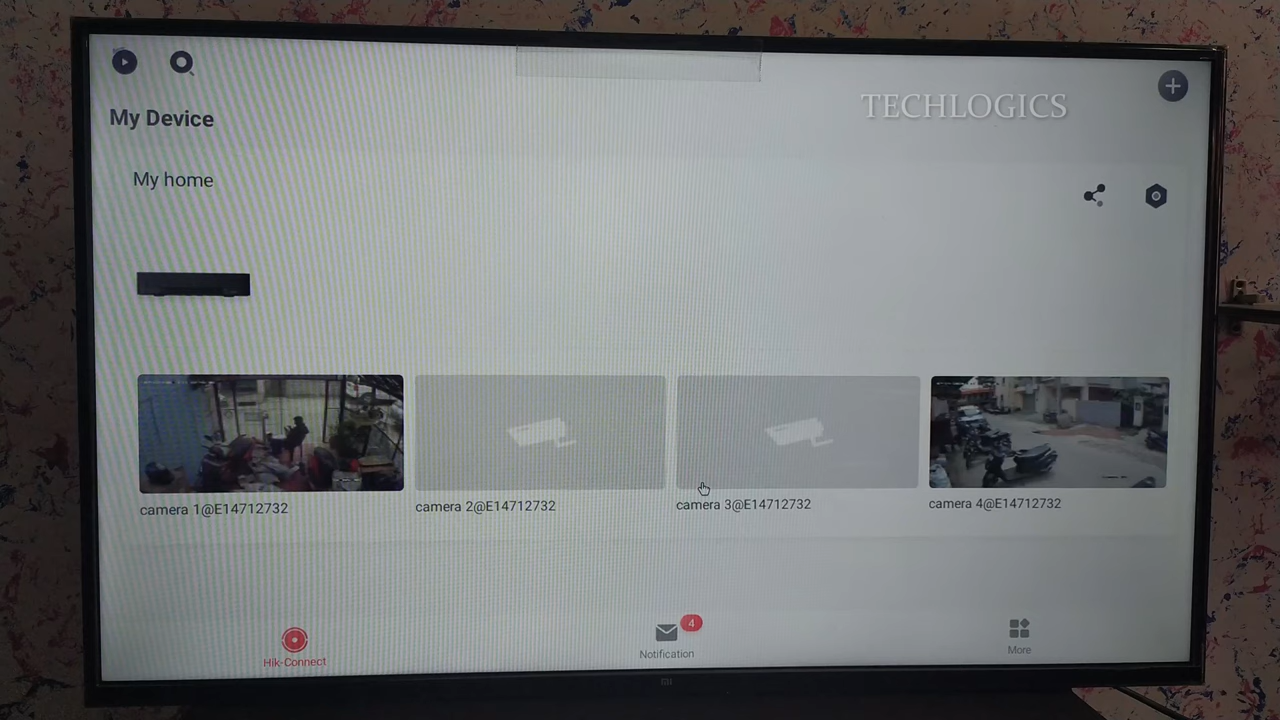 TECHLOGICS
My Device
My home
camera 1@E14712732
camera 2@E14712732
camera 3@E14712732
camera 4@E14712732
4
Hik-Connect
Notification
More
MI